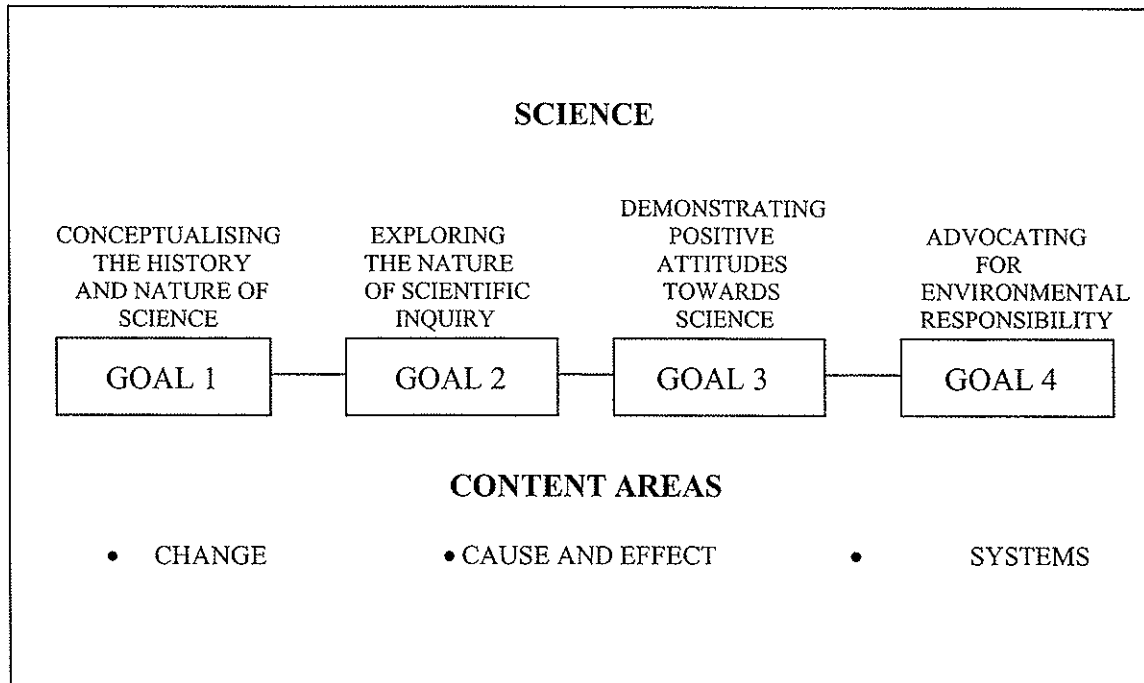 SCIENCE
CONCEPTUALISING
THE HISTORY
AND NATURE OF
SCIENCE
EXPLORING
THE NATURE
OF SCIENTIFIC
INQUIRY
DEMONSTRATING
POSITIVE
ATTITUDES
TOWARDS
SCIENCE
ADVOCATING
FOR
ENVIRONMENTAL
RESPONSIBILITY
GOAL 1
GOAL 2
GOAL 3
GOAL 4
CONTENT AREAS
• CHANGE • CAUSE AND EFFECT • SYSTEMS